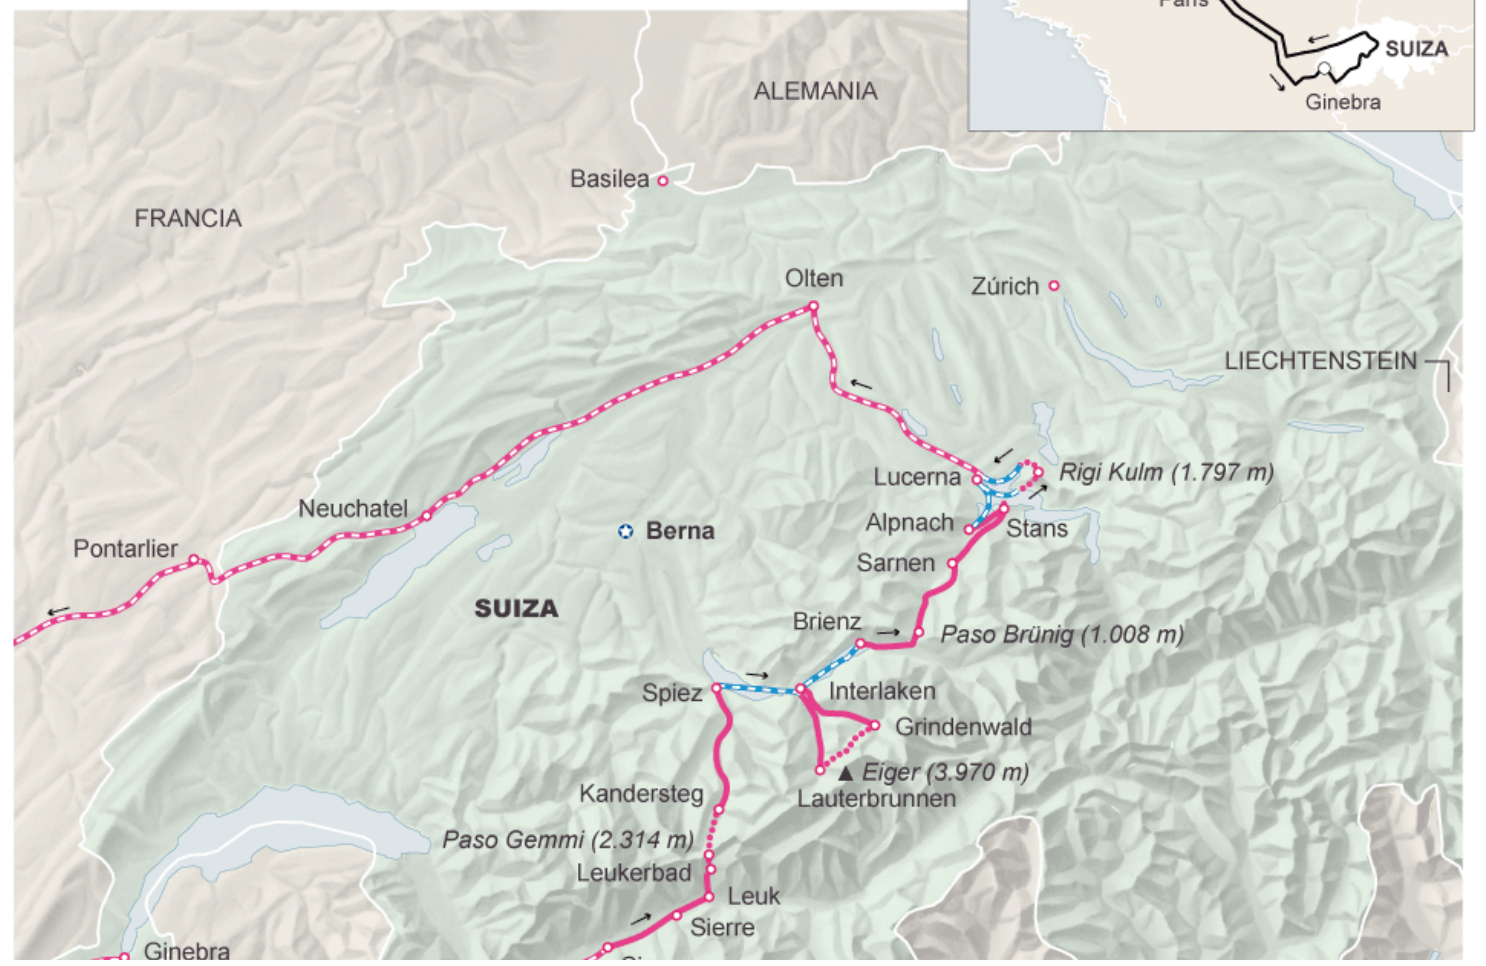 Paris
SUIZA
Ginebra
ALEMANIA
Basilea
FRANCIA
Olten
Zúrich
LIECHTENSTEIN
Lucerna
Rigi Kulm (1.797 m)
Neuchatel
Alpnach
Stans
Berna
Pontarlier
Sarnen
SUIZA
Brienz
Paso Brünig (1.008 m)
Spiez
Interlaken
Grindenwald
Eiger (3.970 m)
Kandersteg
Lauterbrunnen
Paso Gemmi (2.314 m)
Leukerbad
Leuk
Sierre
Ginebra